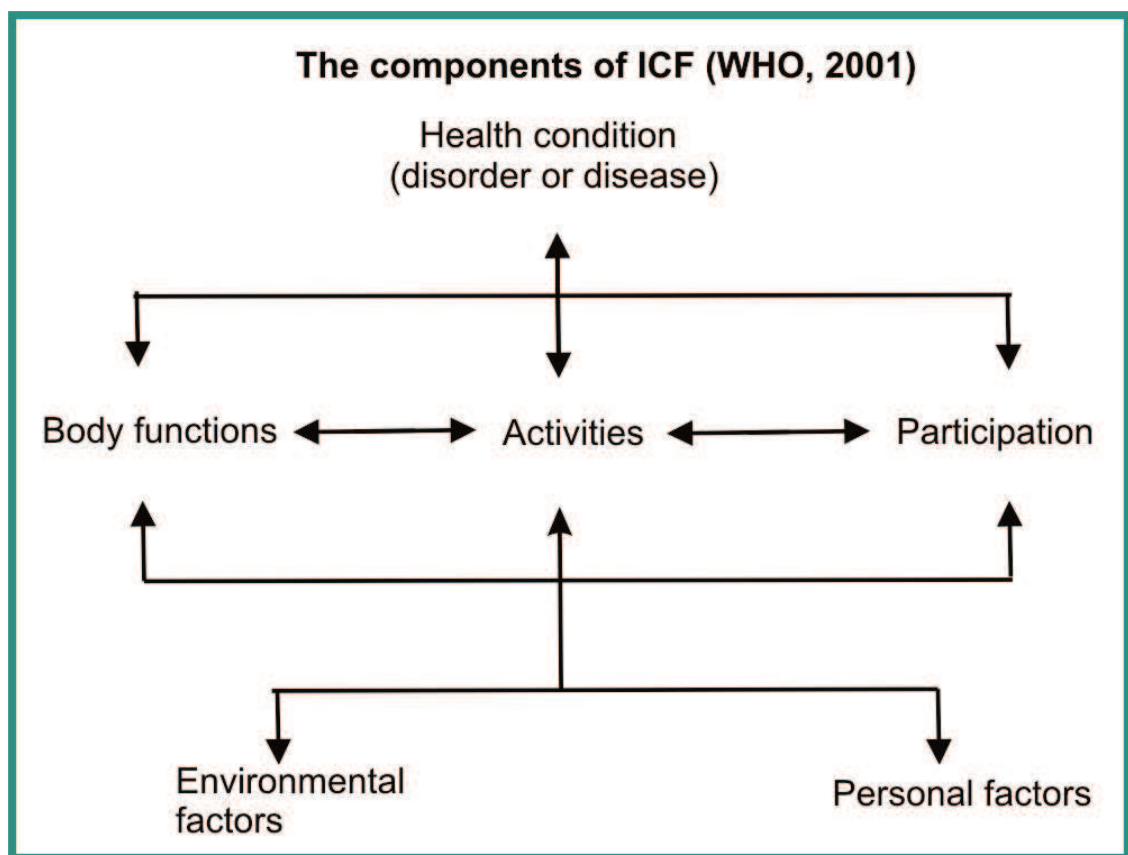 The components of ICF (WHO, 2001)
Health condition
(disorder or disease)
Body functions
Activities
Participation
Environmental
factors
Personal factors